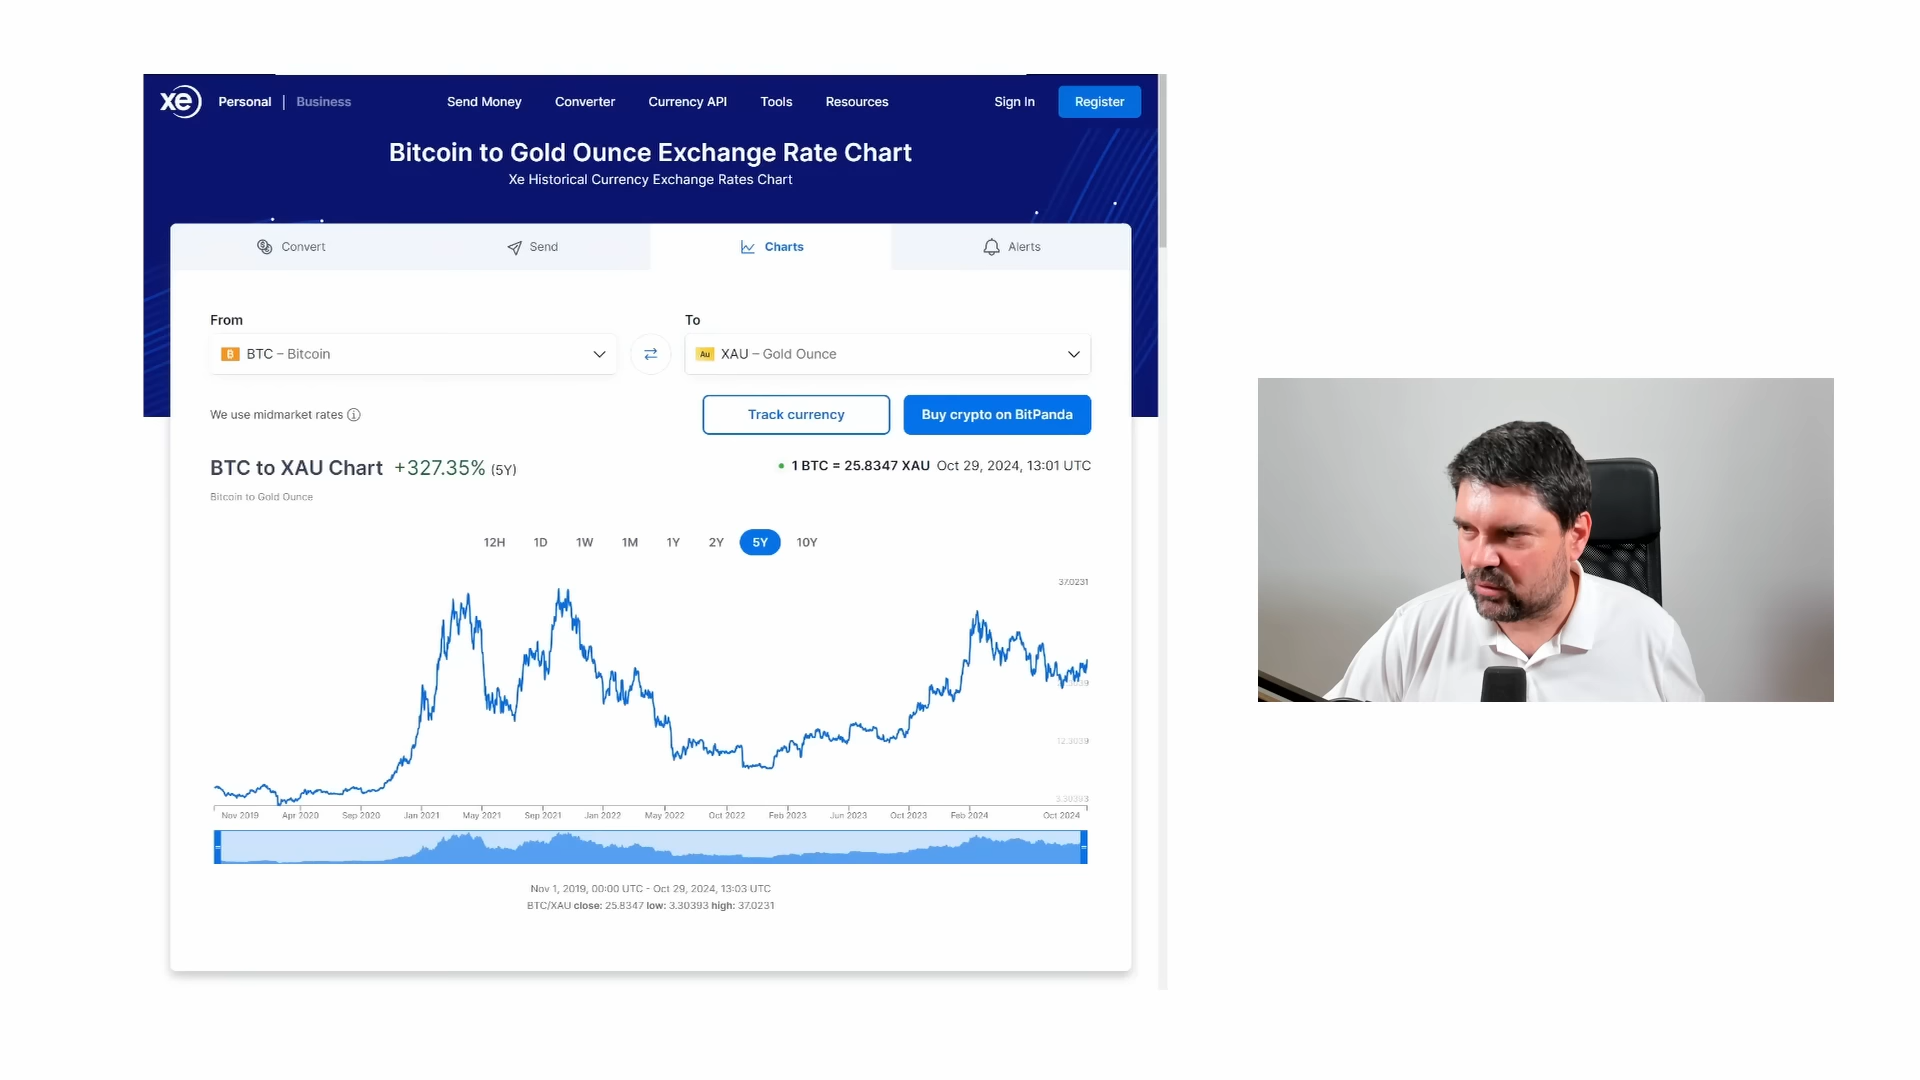 xe Personal | Business Send Money Converter Currency API Tools Resources Sign In Register
Bitcoin to Gold Ounce Exchange Rate Chart
Xe Historical Currency Exchange Rates Chart
Convert Send Charts Alerts
From To
B BTC – Bitcoin Au XAU – Gold Ounce
We use midmarket rates Track currency Buy crypto on BitPanda
BTC to XAU Chart +327.35% (5Y) 1 BTC = 25.8347 XAU Oct 29, 2024, 13:01 UTC
Bitcoin to Gold Ounce
12H 1D 1W 1M 1Y 2Y 5Y 10Y
37.0231
12.3039
3.30393
Nov 2019 Apr 2020 Sep 2020 Jan 2021 May 2021 Sep 2021 Jan 2022 May 2022 Oct 2022 Feb 2023 Jun 2023 Oct 2023 Feb 2024 Oct 2024
Nov 1, 2019, 00:00 UTC - Oct 29, 2024, 13:03 UTC
BTC/XAU close: 25.8347 low: 3.30393 high: 37.0231